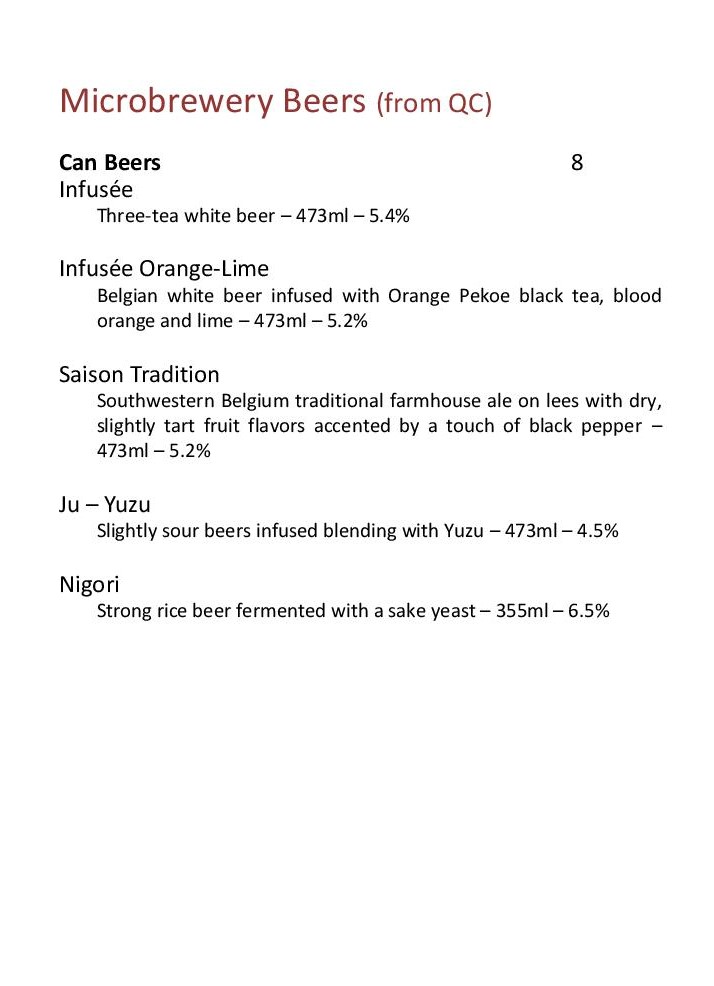 Microbrewery Beers (from QC)
Can Beers 8
Infusée
Three-tea white beer – 473ml – 5.4%
Infusée Orange-Lime
Belgian white beer infused with Orange Pekoe black tea, blood
orange and lime – 473ml – 5.2%
Saison Tradition
Southwestern Belgium traditional farmhouse ale on lees with dry,
slightly tart fruit flavors accented by a touch of black pepper –
473ml – 5.2%
Ju – Yuzu
Slightly sour beers infused blending with Yuzu – 473ml – 4.5%
Nigori
Strong rice beer fermented with a sake yeast – 355ml – 6.5%